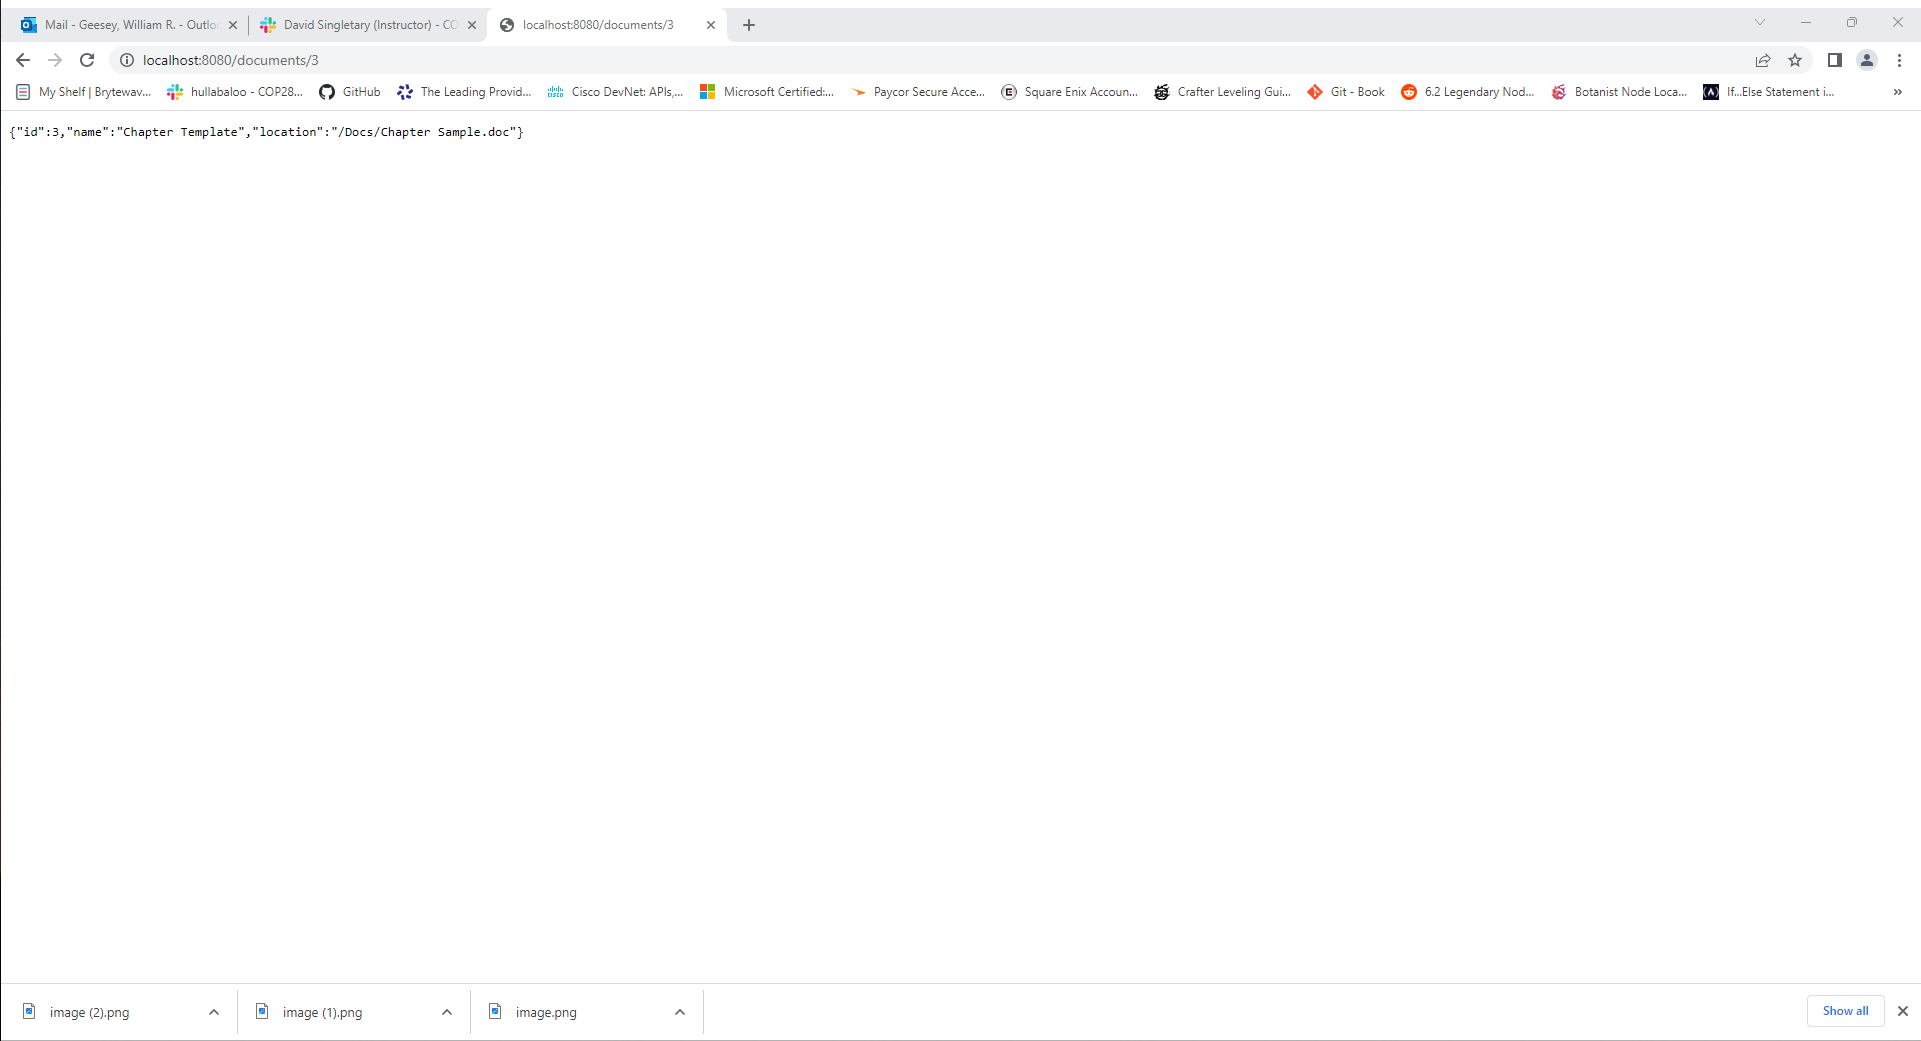 Mail - Geesey, William R. - Outloo
David Singletary (Instructor) - CO
localhost:8080/documents/3
localhost:8080/documents/3
My Shelf | Brytewav...
hullabaloo - COP28...
GitHub
The Leading Provid...
Cisco DevNet: APIs,...
Microsoft Certified:...
Paycor Secure Acce...
Square Enix Accoun...
Crafter Leveling Gui...
Git - Book
6.2 Legendary Nod...
Botanist Node Loca...
If...Else Statement i...
{"id":3,"name":"Chapter Template","location":"/Docs/Chapter Sample.doc"}
image (2).png
image (1).png
image.png
Show all